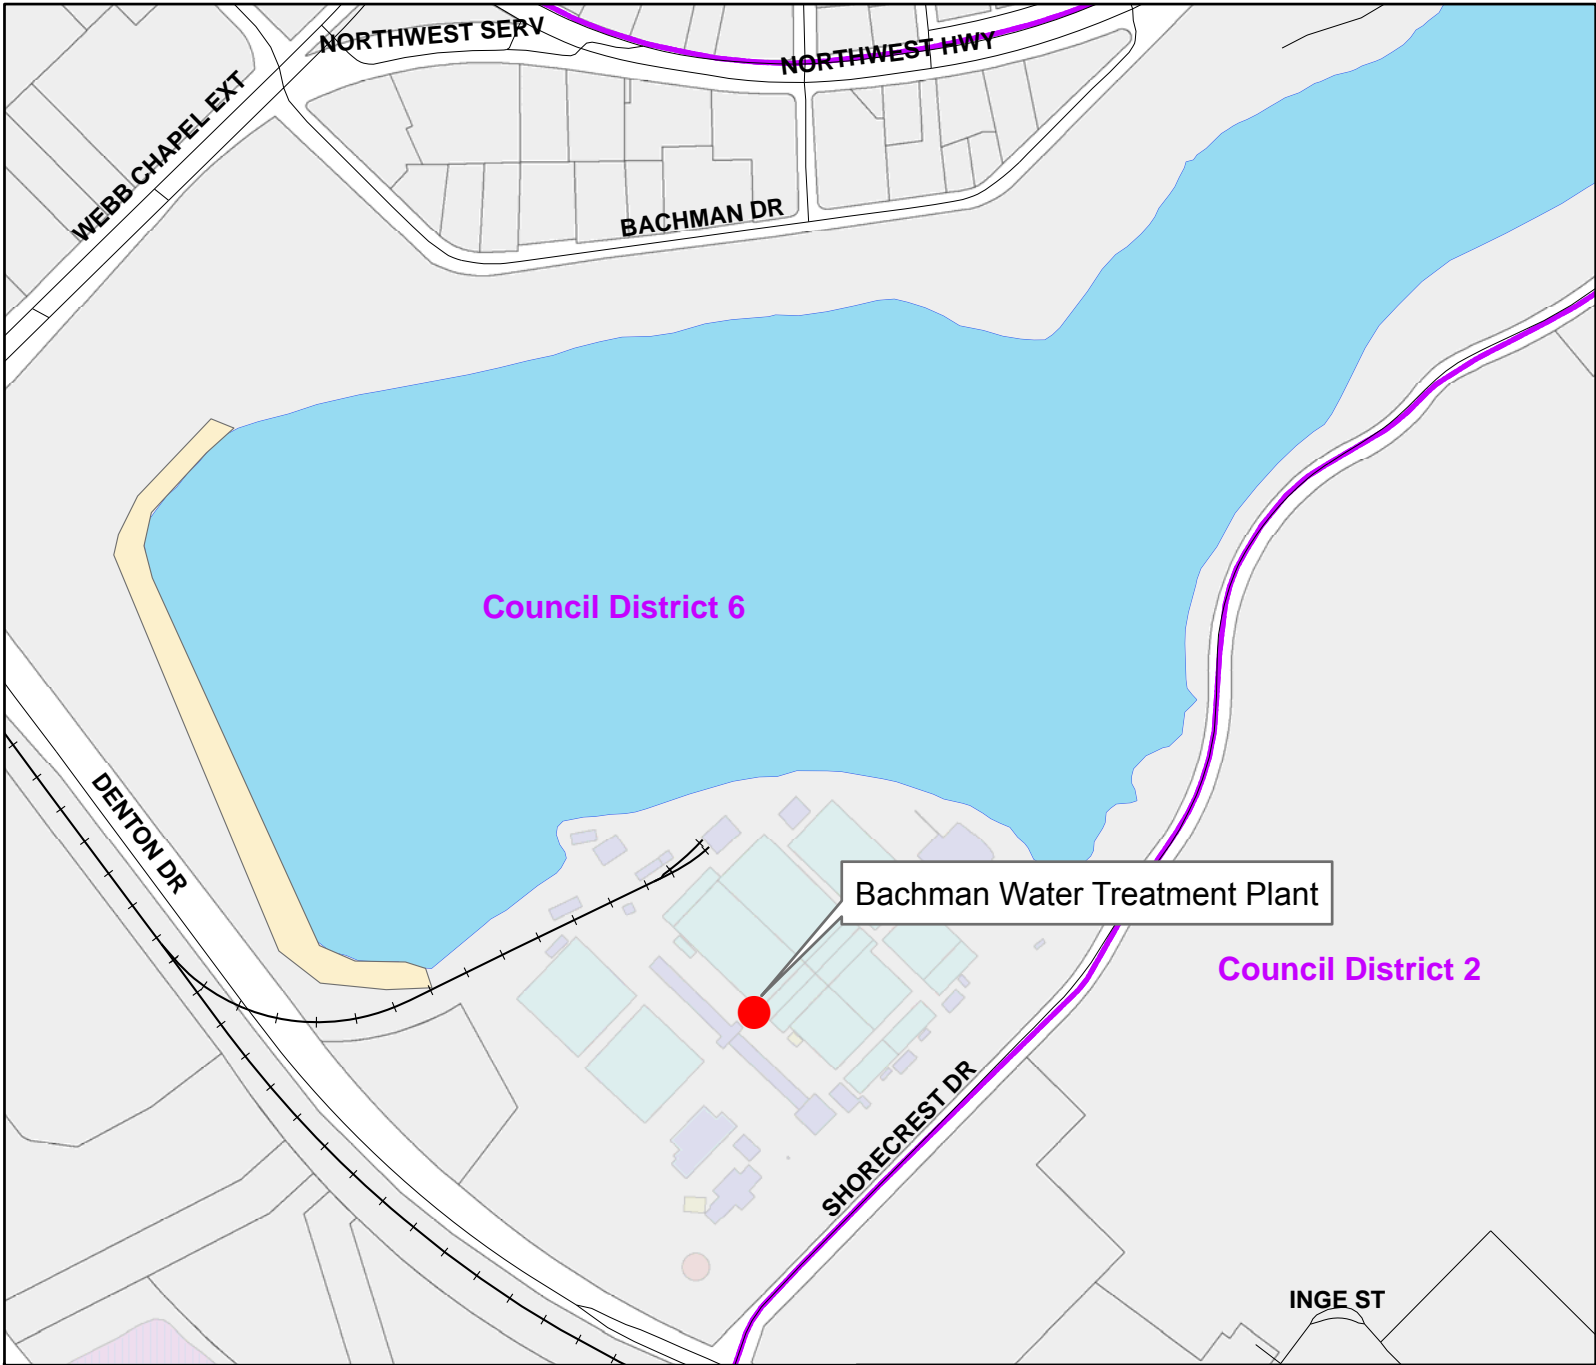 NORTHWEST SERV
NORTHWEST HWY
WEBB CHAPEL EXT
BACHMAN DR
Council District 6
DENTON DR
Bachman Water Treatment Plant
Council District 2
SHORECREST DR
INGE ST